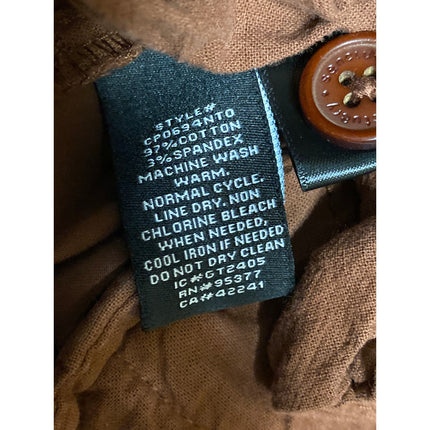 STYLE#
CP0694NTO
97%COTTON
3%SPANDEX
MACHINE WASH
WARM.
NORMAL CYCLE.
LINE DRY. NON
CHLORINE BLEACH
WHEN NEEDED.
COOL IRON IF NEEDED
DO NOT DRY CLEAN
IC#GT2405
RN#95377
CA#42241